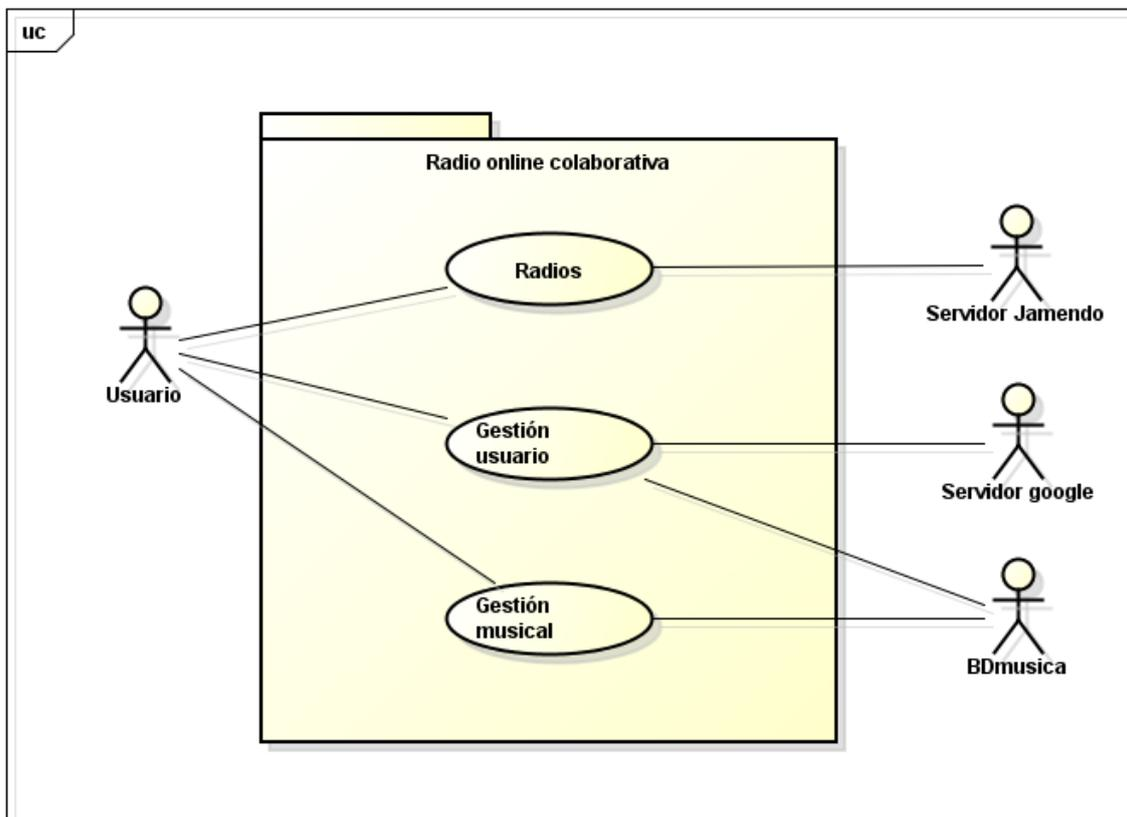 uc
Radio online colaborativa
Radios
Servidor Jamendo
Usuario
Gestión
usuario
Servidor google
Gestión
musical
BDmusica